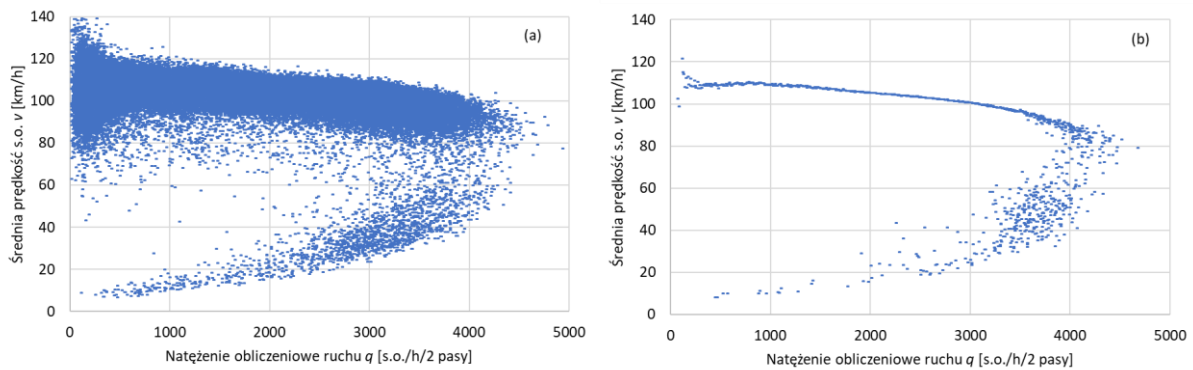 (a)
Średnia prędkość s.o. v [km/h]
140
120
100
80
60
40
20
0
0 1000 2000 3000 4000 5000
Natężenie obliczeniowe ruchu q [s.o./h/2 pasy]
(b)
Średnia prędkość s.o. v [km/h]
140
120
100
80
60
40
20
0
0 1000 2000 3000 4000 5000
Natężenie obliczeniowe ruchu q [s.o./h/2 pasy]